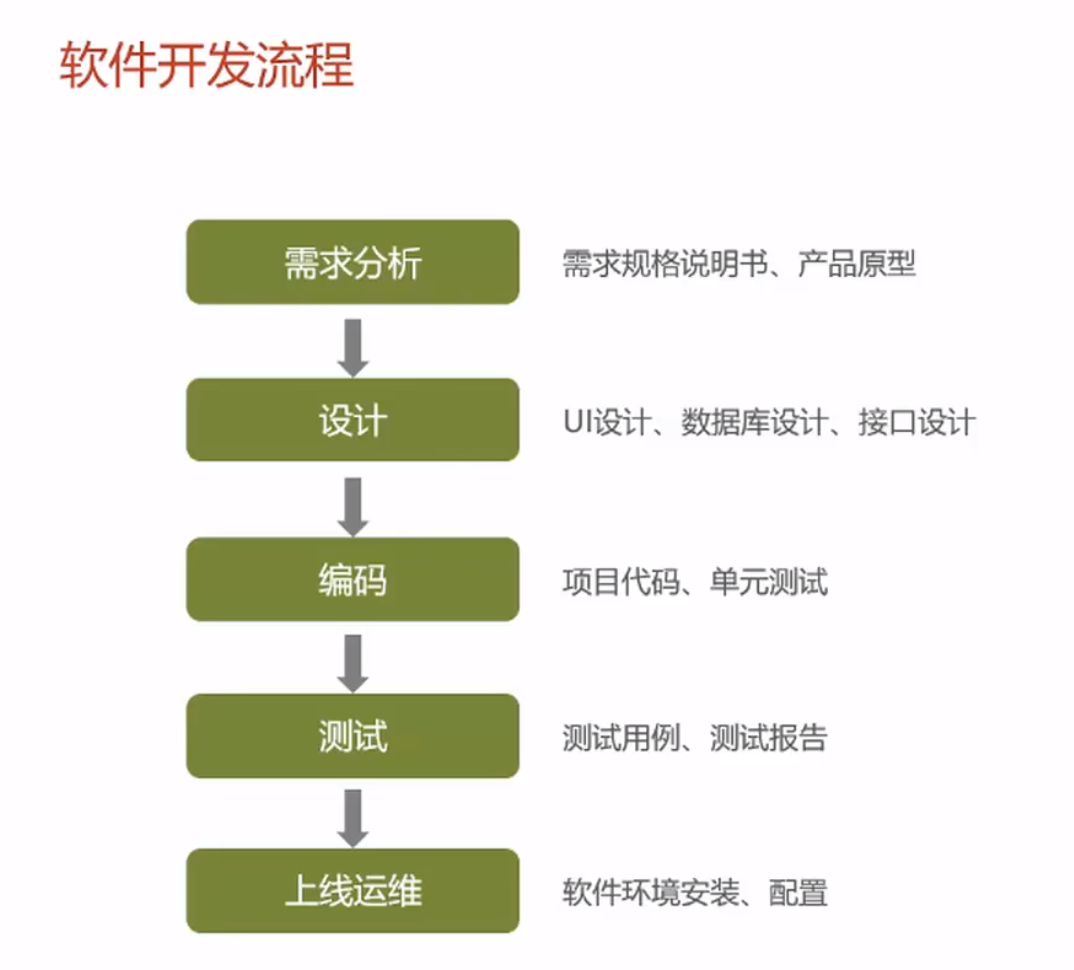 软件开发流程
需求分析
需求规格说明书、产品原型
设计
UI设计、数据库设计、接口设计
编码
项目代码、单元测试
测试
测试用例、测试报告
上线运维
软件环境安装、配置